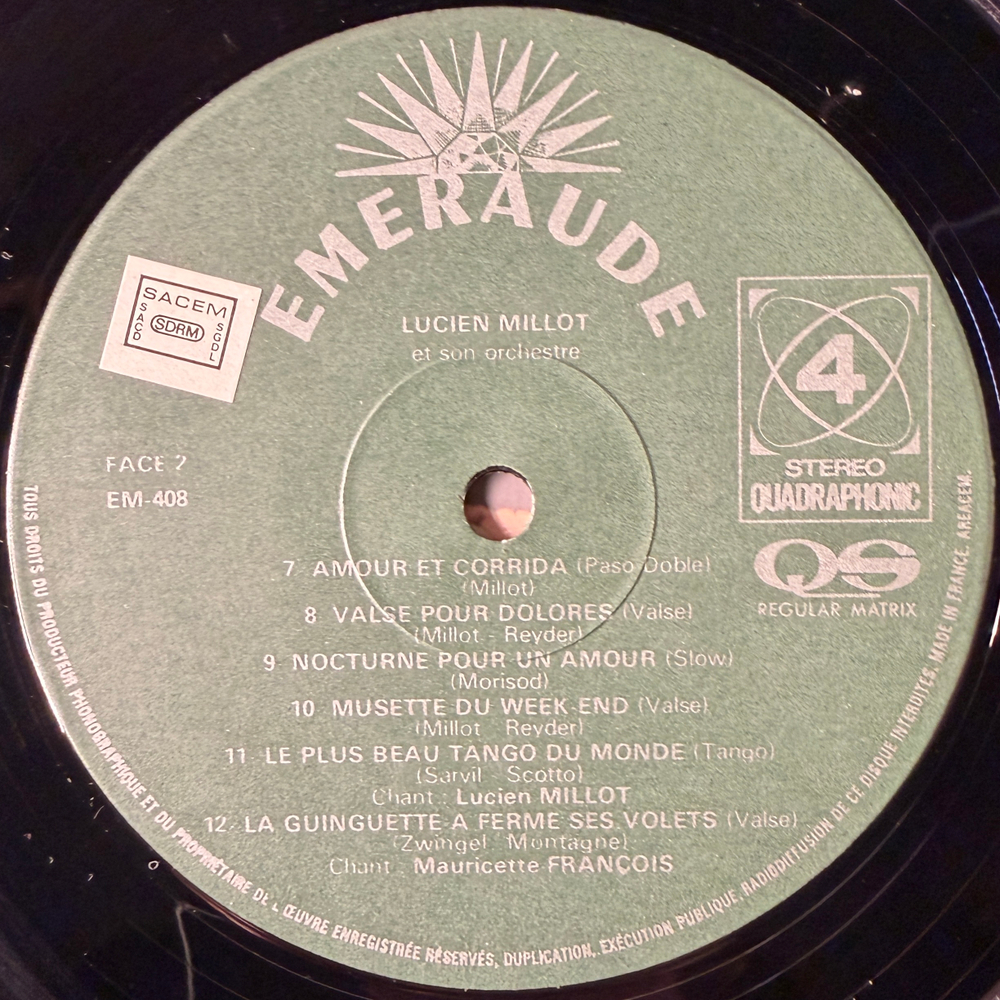 EMERAUDE
SACEM
SACD
SDRM
SGDL
LUCIEN MILLOT
et son orchestre
4
STEREO
QUADRAPHONIC
QS
REGULAR MATRIX
FACE 2
EM-408
7 AMOUR ET CORRIDA (Paso Doble)
(Millot)
8 VALSE POUR DOLORES (Valse)
(Millot - Reyder)
9 NOCTURNE POUR UN AMOUR (Slow)
(Morisod)
10 MUSETTE DU WEEK-END (Valse)
(Millot Reyder)
11 LE PLUS BEAU TANGO DU MONDE (Tango)
(Sarvil - Scotto)
Chant : Lucien MILLOT
12 - LA GUINGUETTE A FERME SES VOLETS (Valse)
(Zwingel Montagne)
Chant : Mauricette FRANÇOIS
TOUS DROITS DU PRODUCTEUR PHONOGRAPHIQUE ET DU PROPRIÉTAIRE DE L'ŒUVRE ENREGISTRÉE RÉSERVÉS, DUPLICATION, EXÉCUTION PUBLIQUE, RADIODIFFUSION DE CE DISQUE INTERDITES. MADE IN FRANCE AREACEM.